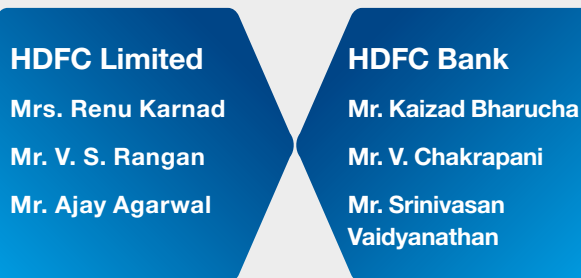 HDFC Limited
Mrs. Renu Karnad
Mr. V. S. Rangan
Mr. Ajay Agarwal
HDFC Bank
Mr. Kaizad Bharucha
Mr. V. Chakrapani
Mr. Srinivasan
Vaidyanathan